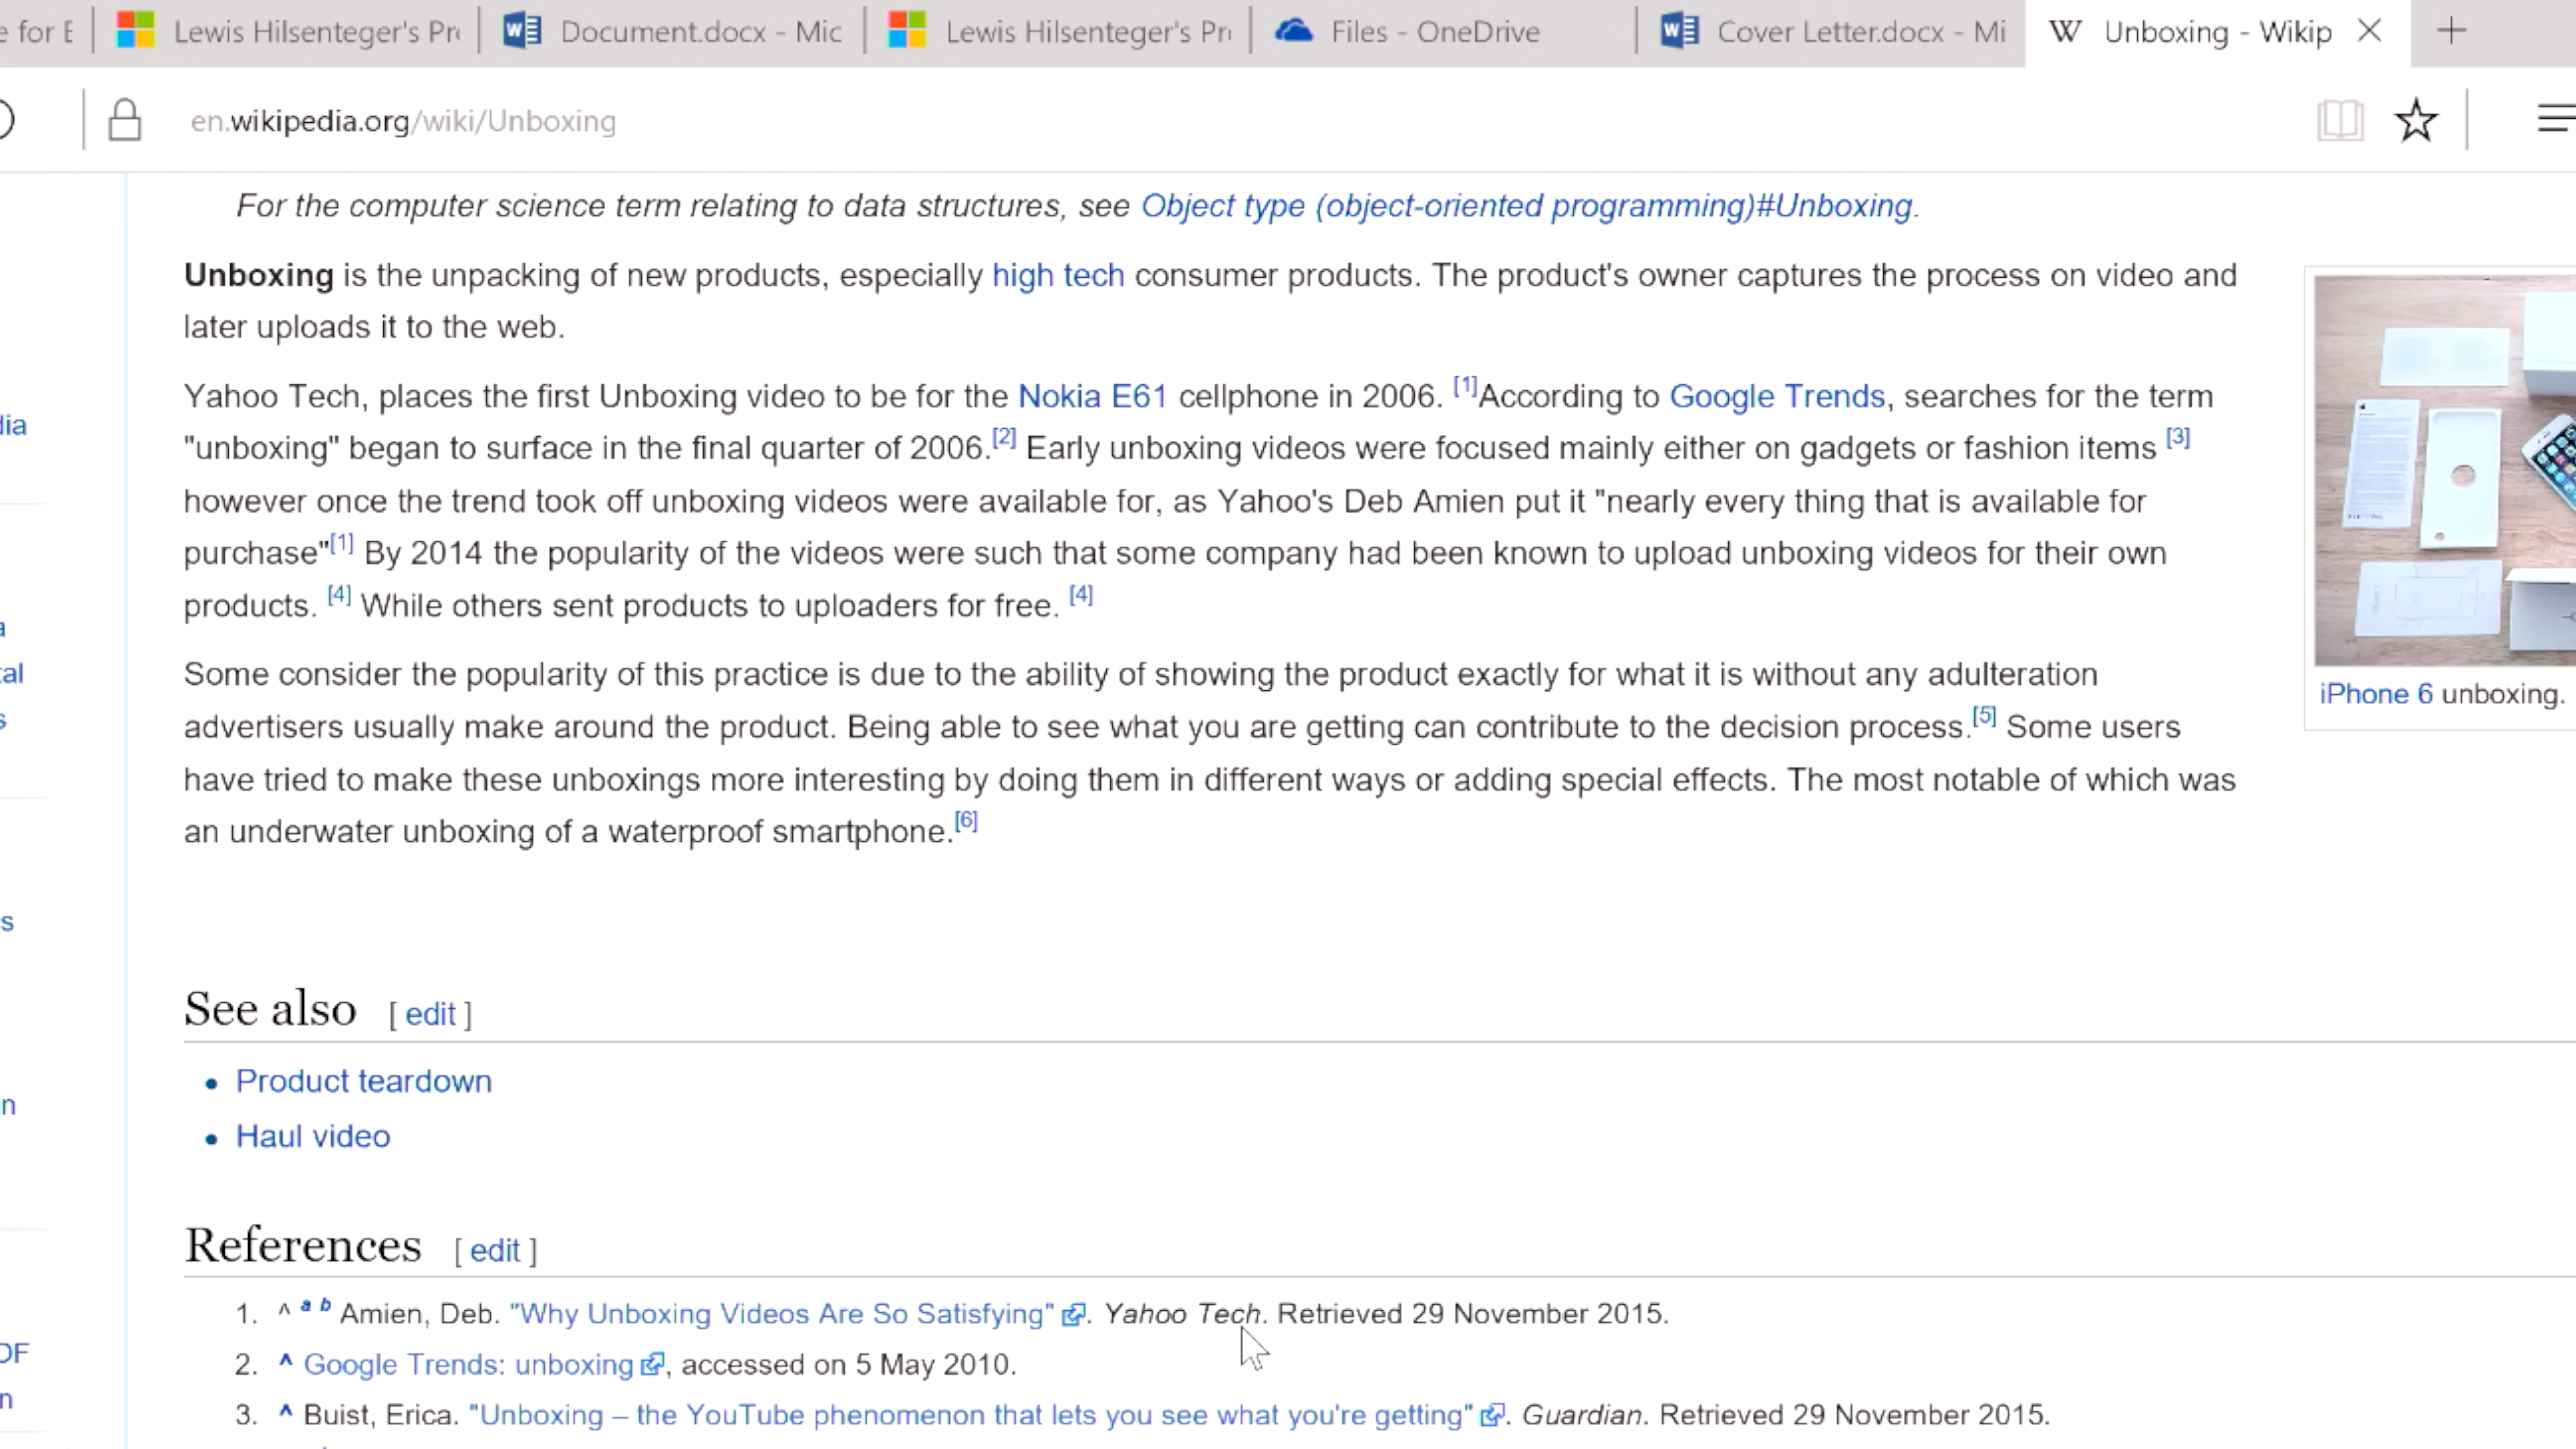 e for E
Lewis Hilsenteger's Pr
Document.docx - Mic
Lewis Hilsenteger's Pr
Files - OneDrive
Cover Letter.docx - Mi
W Unboxing - Wikip
en.wikipedia.org/wiki/Unboxing
For the computer science term relating to data structures, see Object type (object-oriented programming)#Unboxing.
Unboxing is the unpacking of new products, especially high tech consumer products. The product's owner captures the process on video and
later uploads it to the web.
Yahoo Tech, places the first Unboxing video to be for the Nokia E61 cellphone in 2006. [1]According to Google Trends, searches for the term
"unboxing" began to surface in the final quarter of 2006.[2] Early unboxing videos were focused mainly either on gadgets or fashion items [3]
however once the trend took off unboxing videos were available for, as Yahoo's Deb Amien put it "nearly every thing that is available for
purchase"[1] By 2014 the popularity of the videos were such that some company had been known to upload unboxing videos for their own
products. [4] While others sent products to uploaders for free. [4]
Some consider the popularity of this practice is due to the ability of showing the product exactly for what it is without any adulteration
advertisers usually make around the product. Being able to see what you are getting can contribute to the decision process.[5] Some users
have tried to make these unboxings more interesting by doing them in different ways or adding special effects. The most notable of which was
an underwater unboxing of a waterproof smartphone.[6]
iPhone 6 unboxing.
dia
a
tal
s
s
n
DF
n
See also [ edit ]
• Product teardown
• Haul video
References [ edit ]
1. ^ a b Amien, Deb. "Why Unboxing Videos Are So Satisfying". Yahoo Tech. Retrieved 29 November 2015.
2. ^ Google Trends: unboxing, accessed on 5 May 2010.
3. ^ Buist, Erica. "Unboxing – the YouTube phenomenon that lets you see what you're getting". Guardian. Retrieved 29 November 2015.